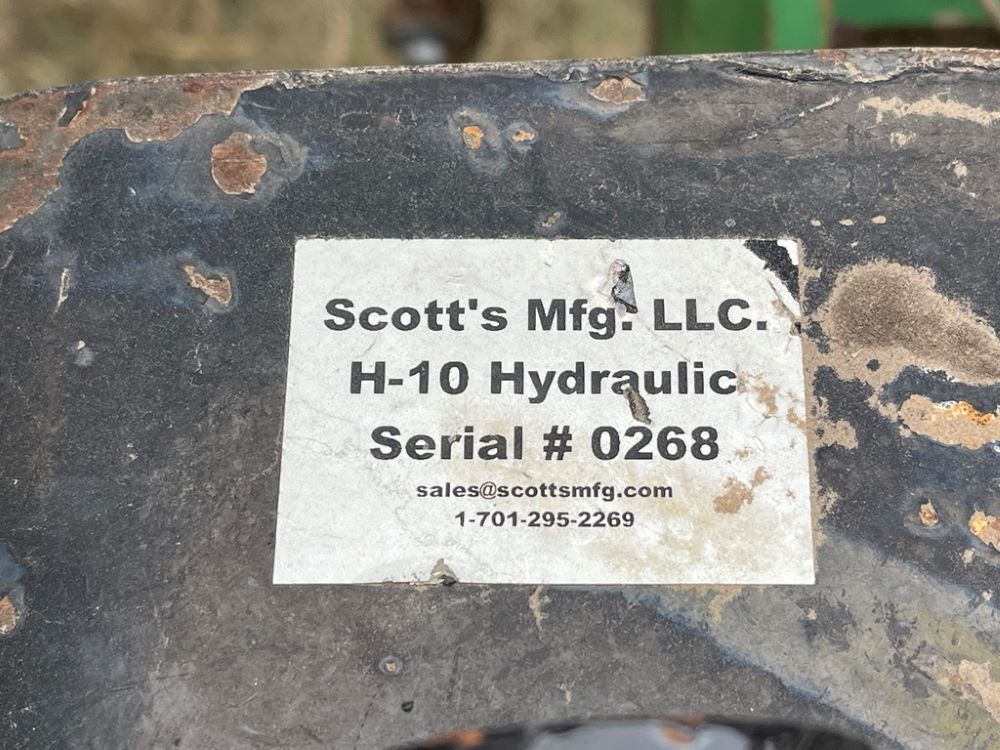 Scott's Mfg. LLC.
H-10 Hydraulic
Serial # 0268
sales@scottsmfg.com
1-701-295-2269